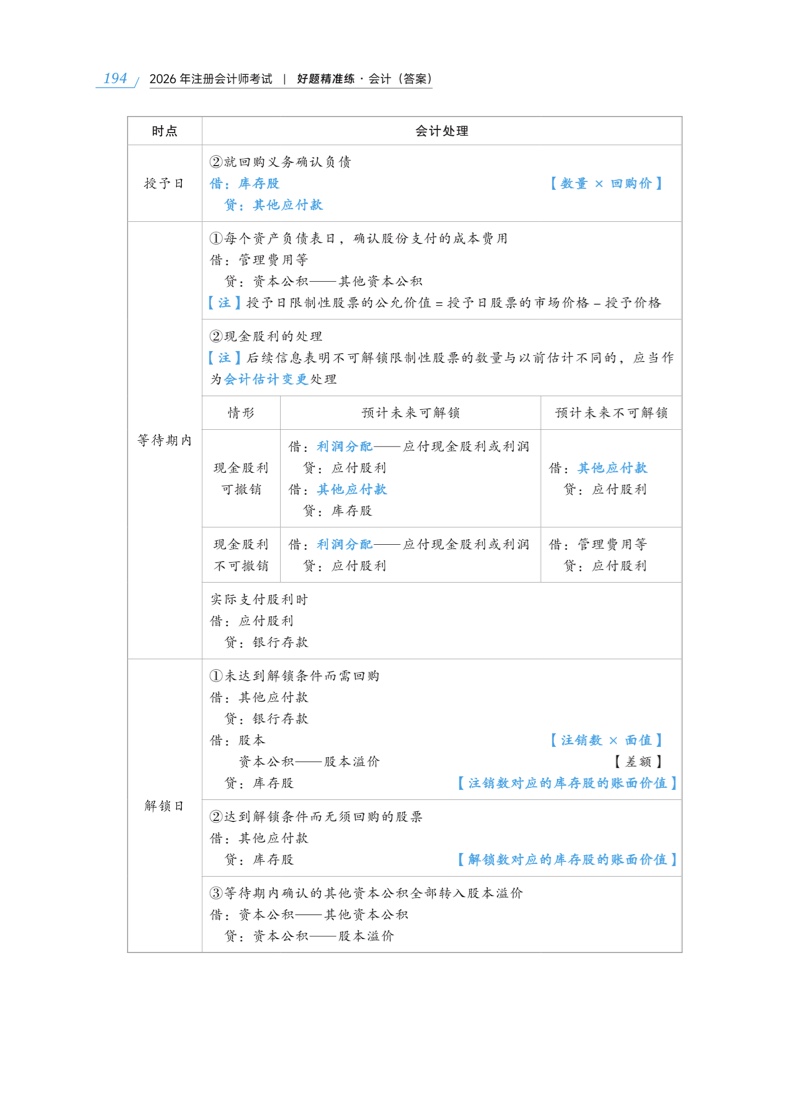 194 2026 年注册会计师考试 | 好题精准练·会计（答案）
时点 会计处理
授予日
②就回购义务确认负债
借：库存股 【数量 × 回购价】
贷：其他应付款
等待期内
①每个资产负债表日，确认股份支付的成本费用
借：管理费用等
贷：资本公积——其他资本公积
【注】授予日限制性股票的公允价值 = 授予日股票的市场价格 – 授予价格
②现金股利的处理
【注】后续信息表明不可解锁限制性股票的数量与以前估计不同的，应当作
为会计估计变更处理
情形 预计未来可解锁 预计未来不可解锁
现金股利
可撤销
借：利润分配——应付现金股利或利润
贷：应付股利
借：其他应付款
贷：库存股
借：其他应付款
贷：应付股利
现金股利
不可撤销
借：利润分配——应付现金股利或利润
贷：应付股利
借：管理费用等
贷：应付股利
实际支付股利时
借：应付股利
贷：银行存款
解锁日
①未达到解锁条件而需回购
借：其他应付款
贷：银行存款
借：股本 【注销数 × 面值】
资本公积——股本溢价 【差额】
贷：库存股 【注销数对应的库存股的账面价值】
②达到解锁条件而无须回购的股票
借：其他应付款
贷：库存股 【解锁数对应的库存股的账面价值】
③等待期内确认的其他资本公积全部转入股本溢价
借：资本公积——其他资本公积
贷：资本公积——股本溢价